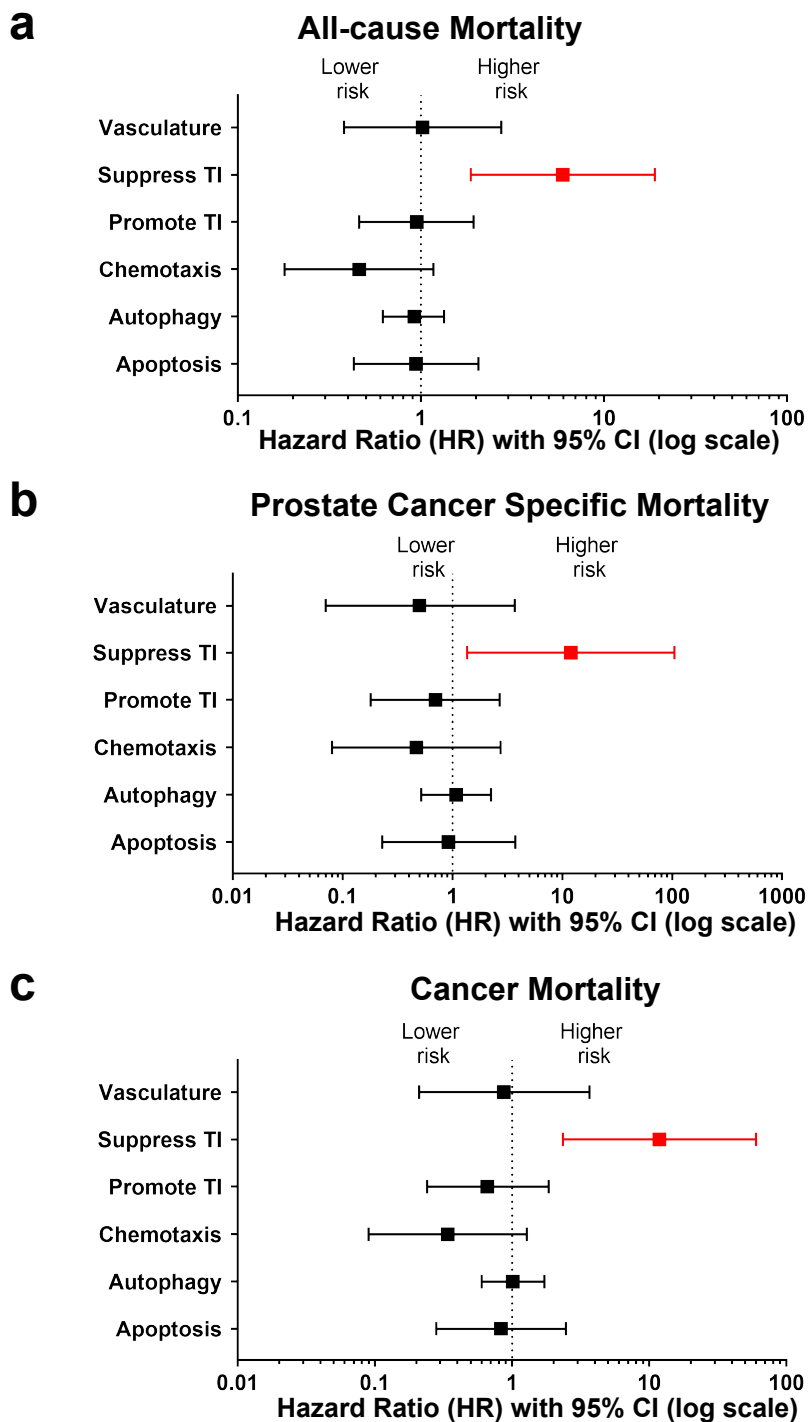 a
All-cause Mortality
Lower
risk
Higher
risk
Vasculature
Suppress TI
Promote TI
Chemotaxis
Autophagy
Apoptosis
0.1 1 10 100
Hazard Ratio (HR) with 95% CI (log scale)
b
Prostate Cancer Specific Mortality
Lower
risk
Higher
risk
Vasculature
Suppress TI
Promote TI
Chemotaxis
Autophagy
Apoptosis
0.01 0.1 1 10 100 1000
Hazard Ratio (HR) with 95% CI (log scale)
c
Cancer Mortality
Lower
risk
Higher
risk
Vasculature
Suppress TI
Promote TI
Chemotaxis
Autophagy
Apoptosis
0.01 0.1 1 10 100
Hazard Ratio (HR) with 95% CI (log scale)